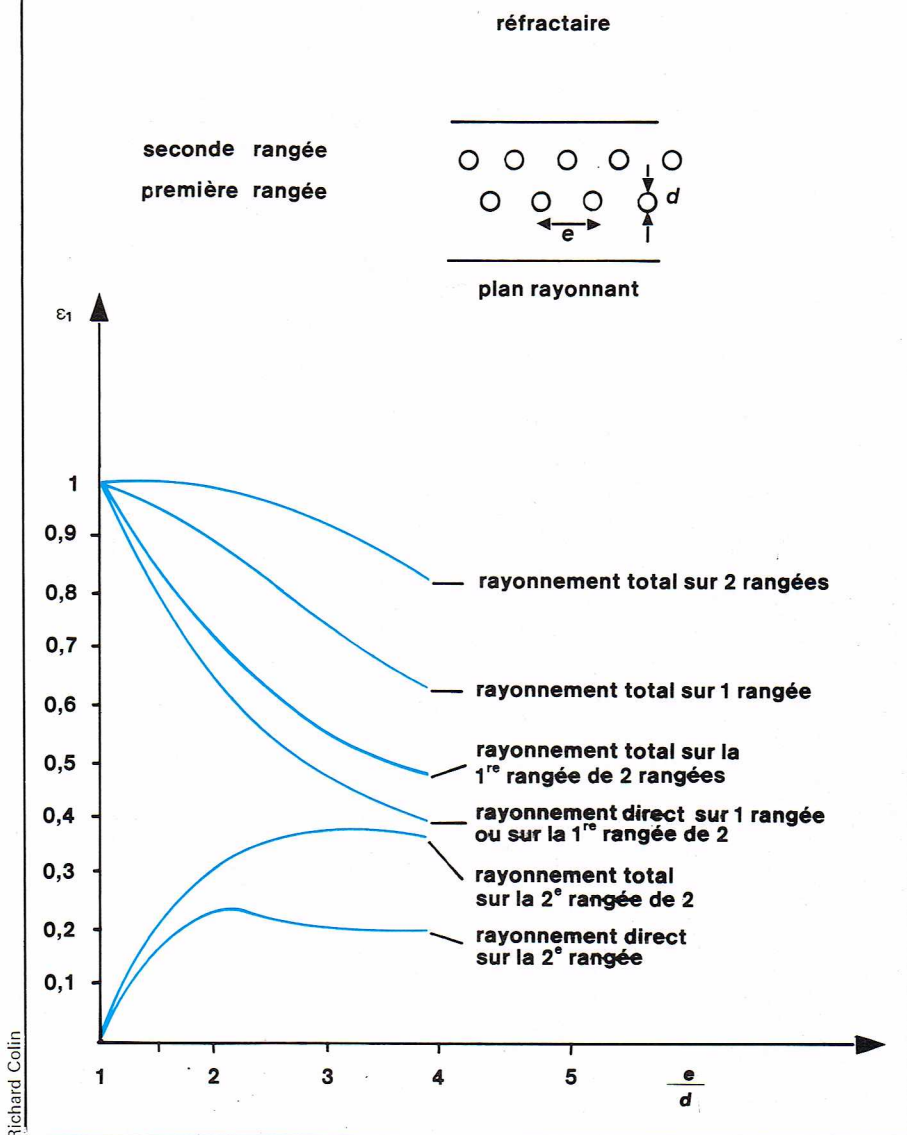 réfractaire
seconde rangée
première rangée
d
e
plan rayonnant
ε1
1
0,9
0,8
0,7
0,6
0,5
0,4
0,3
0,2
0,1
rayonnement total sur 2 rangées
rayonnement total sur 1 rangée
rayonnement total sur la
1re rangée de 2 rangées
rayonnement direct sur 1 rangée
ou sur la 1re rangée de 2
rayonnement total
sur la 2e rangée de 2
rayonnement direct
sur la 2e rangée
1 2 3 4 5 e
d
Richard Colin